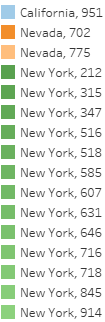 California, 951
Nevada, 702
Nevada, 775
New York, 212
New York, 315
New York, 347
New York, 516
New York, 518
New York, 585
New York, 607
New York, 631
New York, 646
New York, 716
New York, 718
New York, 845
New York, 914